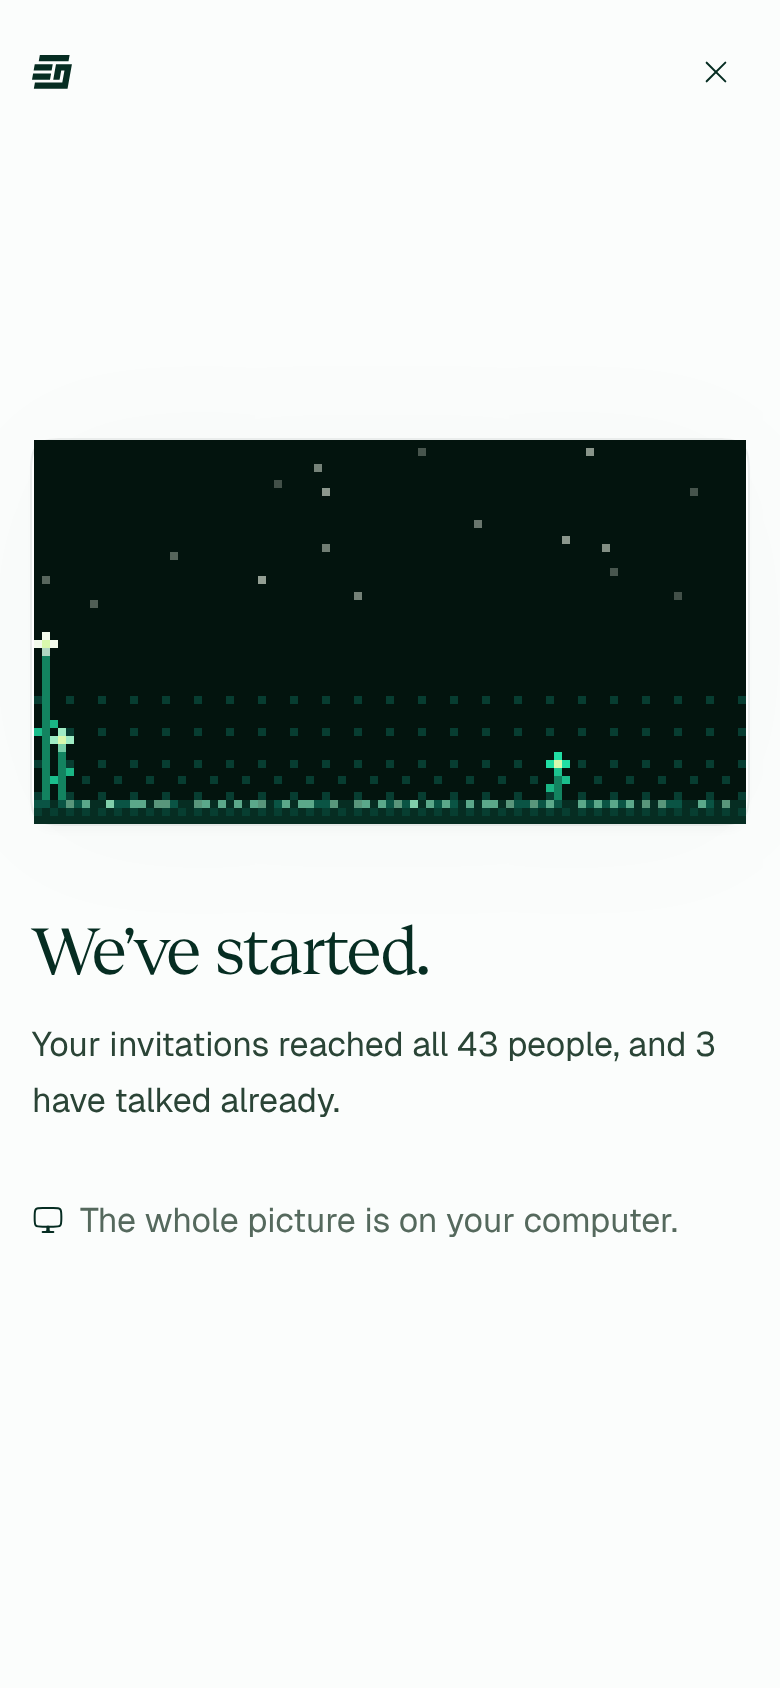 We’ve started.
Your invitations reached all 43 people, and 3
have talked already.
The whole picture is on your computer.